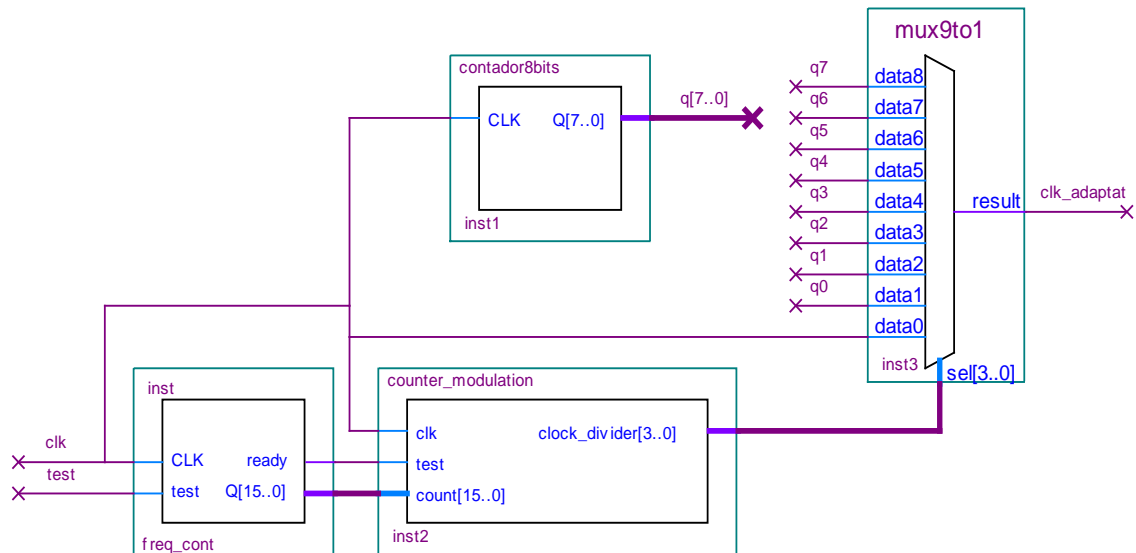 mux9to1
contador8bits
CLK
Q[7..0]
inst1
q[7..0]
q7
data8
q6
data7
q5
data6
q4
data5
q3
data4
q2
data3
q1
data2
q0
data1
data0
result
clk_adaptat
inst3
sel[3..0]
inst
clk
CLK
ready
test
test
Q[15..0]
freq_cont
counter_modulation
clk
clock_divider[3..0]
test
count[15..0]
inst2